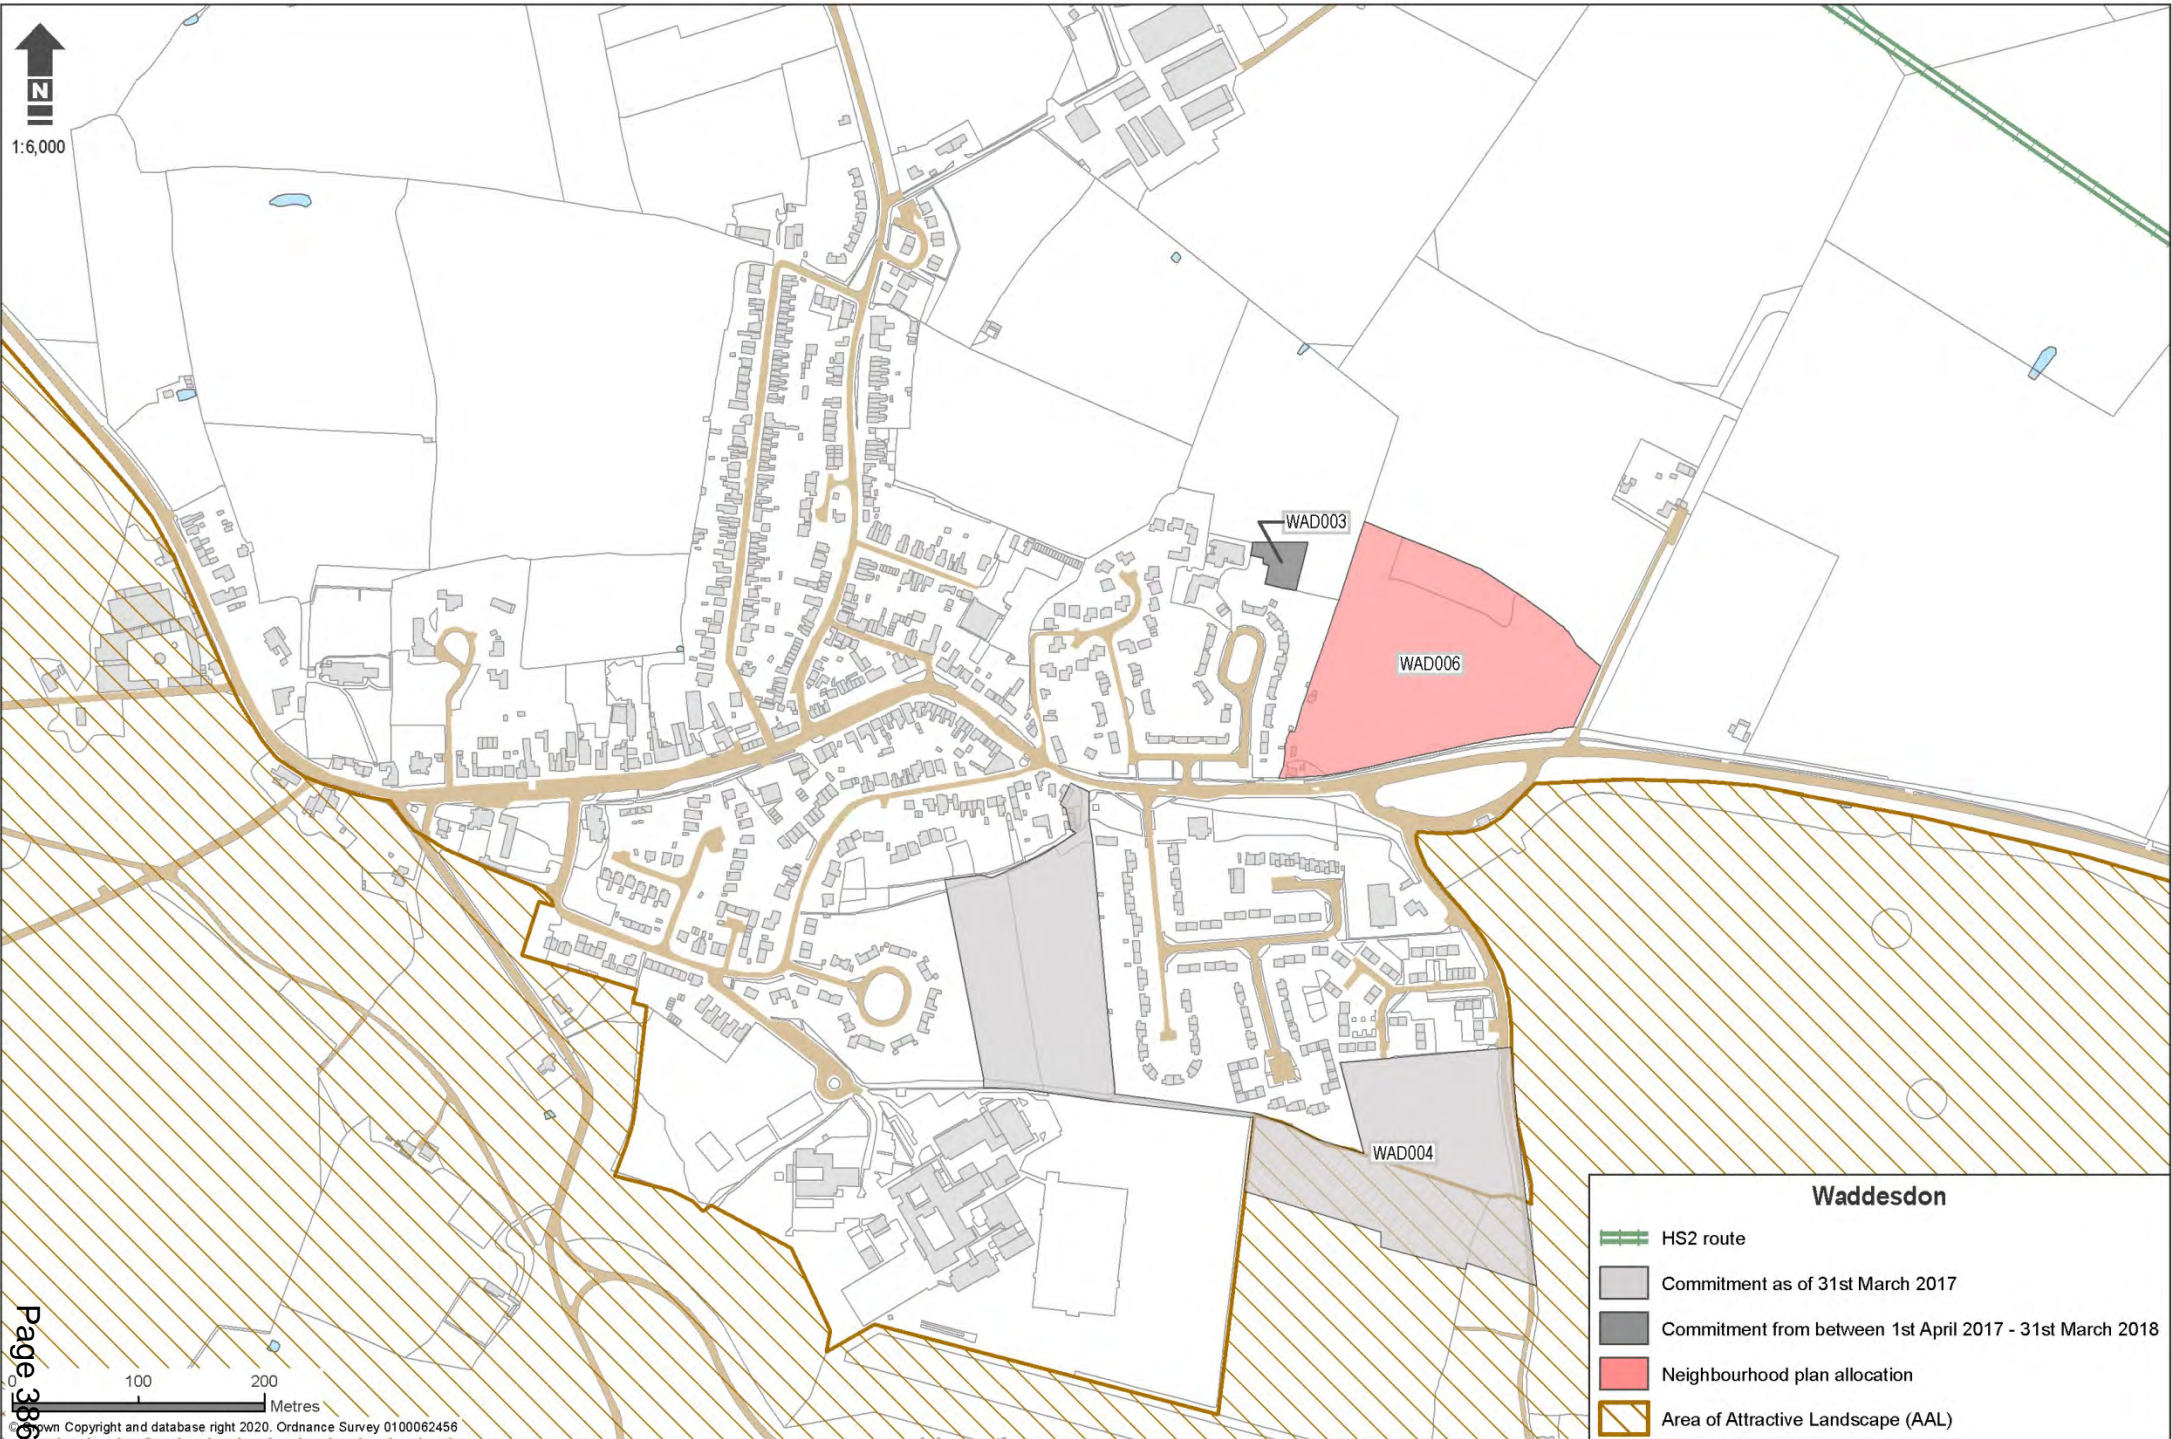 N
1:6,000
WAD003
WAD006
WAD004
Waddesdon
HS2 route
Commitment as of 31st March 2017
Commitment from between 1st April 2017 - 31st March 2018
Neighbourhood plan allocation
Area of Attractive Landscape (AAL)
0 100 200
Metres
© Crown Copyright and database right 2020. Ordnance Survey 0100062456
Page 386